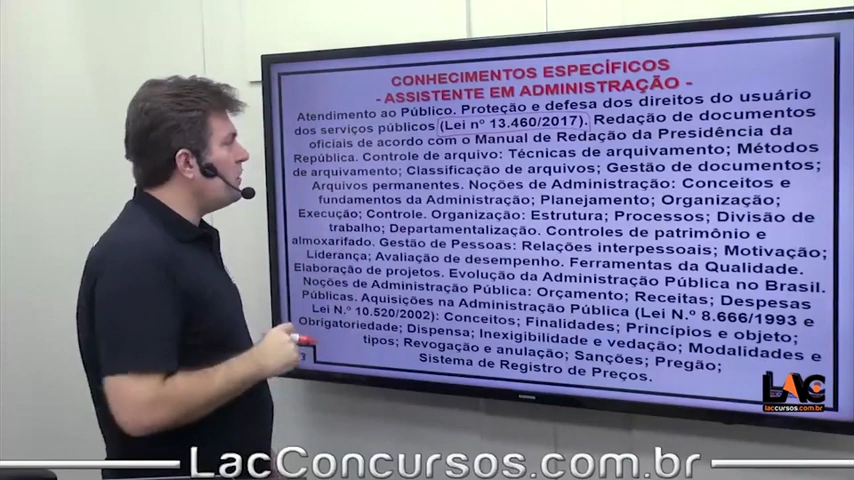 CONHECIMENTOS ESPECÍFICOS
- ASSISTENTE EM ADMINISTRAÇÃO -
Atendimento ao Público. Proteção e defesa dos direitos do usuário
dos serviços públicos (Lei nº 13.460/2017). Redação de documentos
oficiais de acordo com o Manual de Redação da Presidência da
República. Controle de arquivo: Técnicas de arquivamento; Métodos
de arquivamento; Classificação de arquivos; Gestão de documentos;
Arquivos permanentes. Noções de Administração: Conceitos e
fundamentos da Administração; Planejamento; Organização;
Execução; Controle. Organização: Estrutura; Processos; Divisão de
trabalho; Departamentalização. Controles de patrimônio e
almoxarifado. Gestão de Pessoas: Relações interpessoais; Motivação;
Liderança; Avaliação de desempenho. Ferramentas da Qualidade.
Elaboração de projetos. Evolução da Administração Pública no Brasil.
Noções de Administração Pública: Orçamento; Receitas; Despesas
Públicas. Aquisições na Administração Pública (Lei N.º 8.666/1993 e
Lei N.º 10.520/2002): Conceitos; Finalidades; Princípios e objeto;
Obrigatoriedade; Dispensa; Inexigibilidade e vedação; Modalidades e
tipos; Revogação e anulação; Sanções; Pregão;
Sistema de Registro de Preços.
3
LAC
laccursos.com.br
LacConcursos.com.br